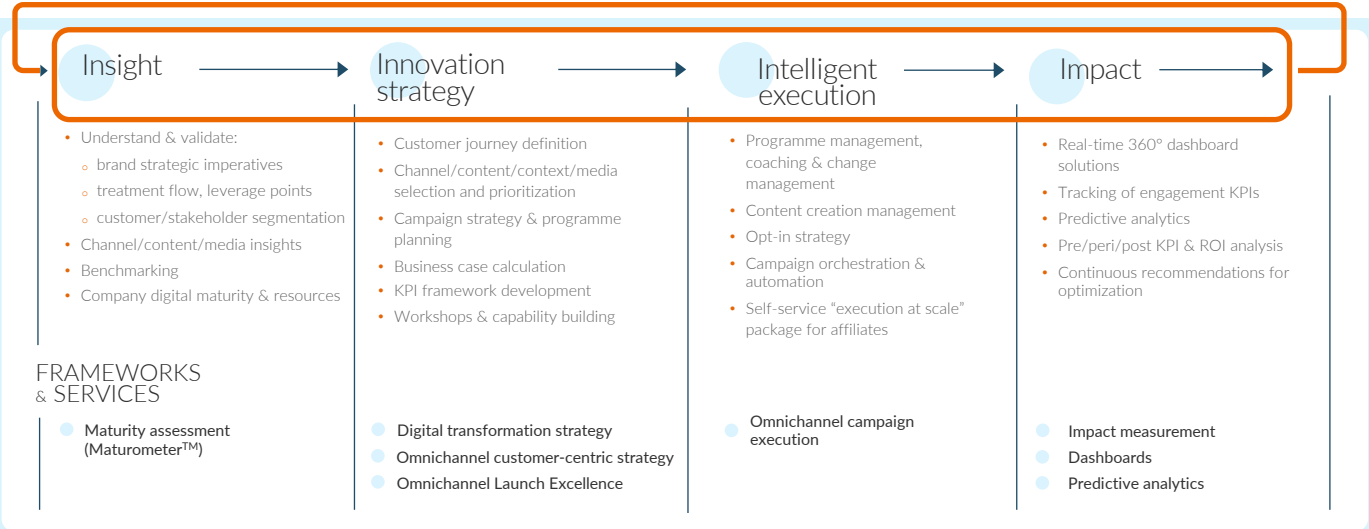 Insight
Understand & validate:
brand strategic imperatives
treatment flow, leverage points
customer/stakeholder segmentation
Channel/content/media insights
Benchmarking
Company digital maturity & resources
Innovation
strategy
Customer journey definition
Channel/content/context/media
selection and prioritization
Campaign strategy & programme
planning
Business case calculation
KPI framework development
Workshops & capability building
Intelligent
execution
Programme management,
coaching & change
management
Content creation management
Opt-in strategy
Campaign orchestration &
automation
Self-service “execution at scale”
package for affiliates
Impact
Real-time 360° dashboard
solutions
Tracking of engagement KPIs
Predictive analytics
Pre/peri/post KPI & ROI analysis
Continuous recommendations for
optimization
FRAMEWORKS
& SERVICES
Maturity assessment
(Maturometer™)
Digital transformation strategy
Omnichannel customer-centric strategy
Omnichannel Launch Excellence
Omnichannel campaign
execution
Impact measurement
Dashboards
Predictive analytics